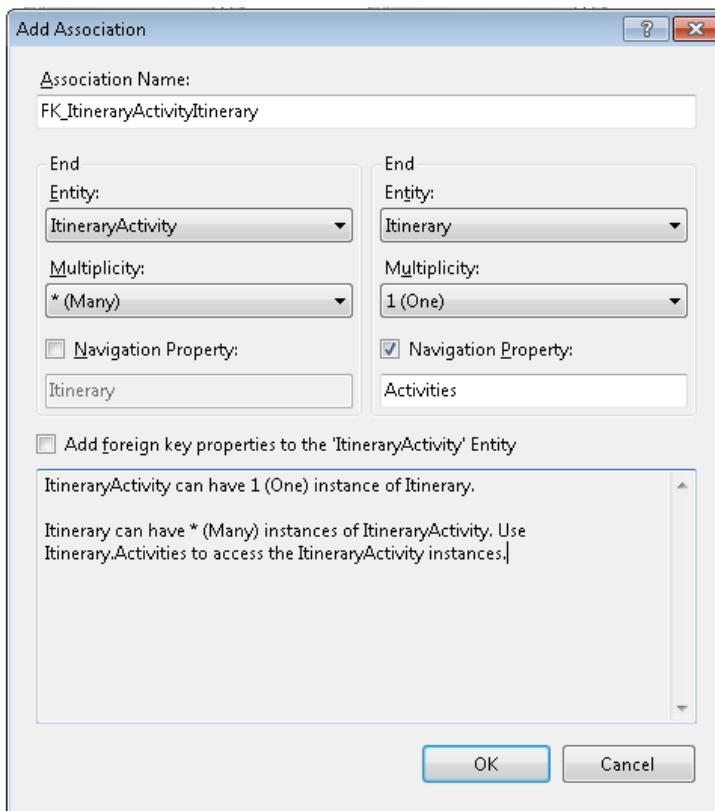 Add Association
Association Name:
FK_ItineraryActivityItinerary
End
Entity:
ItineraryActivity
Multiplicity:
* (Many)
Navigation Property:
Itinerary
End
Entity:
Itinerary
Multiplicity:
1 (One)
Navigation Property:
Activities
Add foreign key properties to the 'ItineraryActivity' Entity
ItineraryActivity can have 1 (One) instance of Itinerary.
Itinerary can have * (Many) instances of ItineraryActivity. Use
Itinerary.Activities to access the ItineraryActivity instances.
OK
Cancel